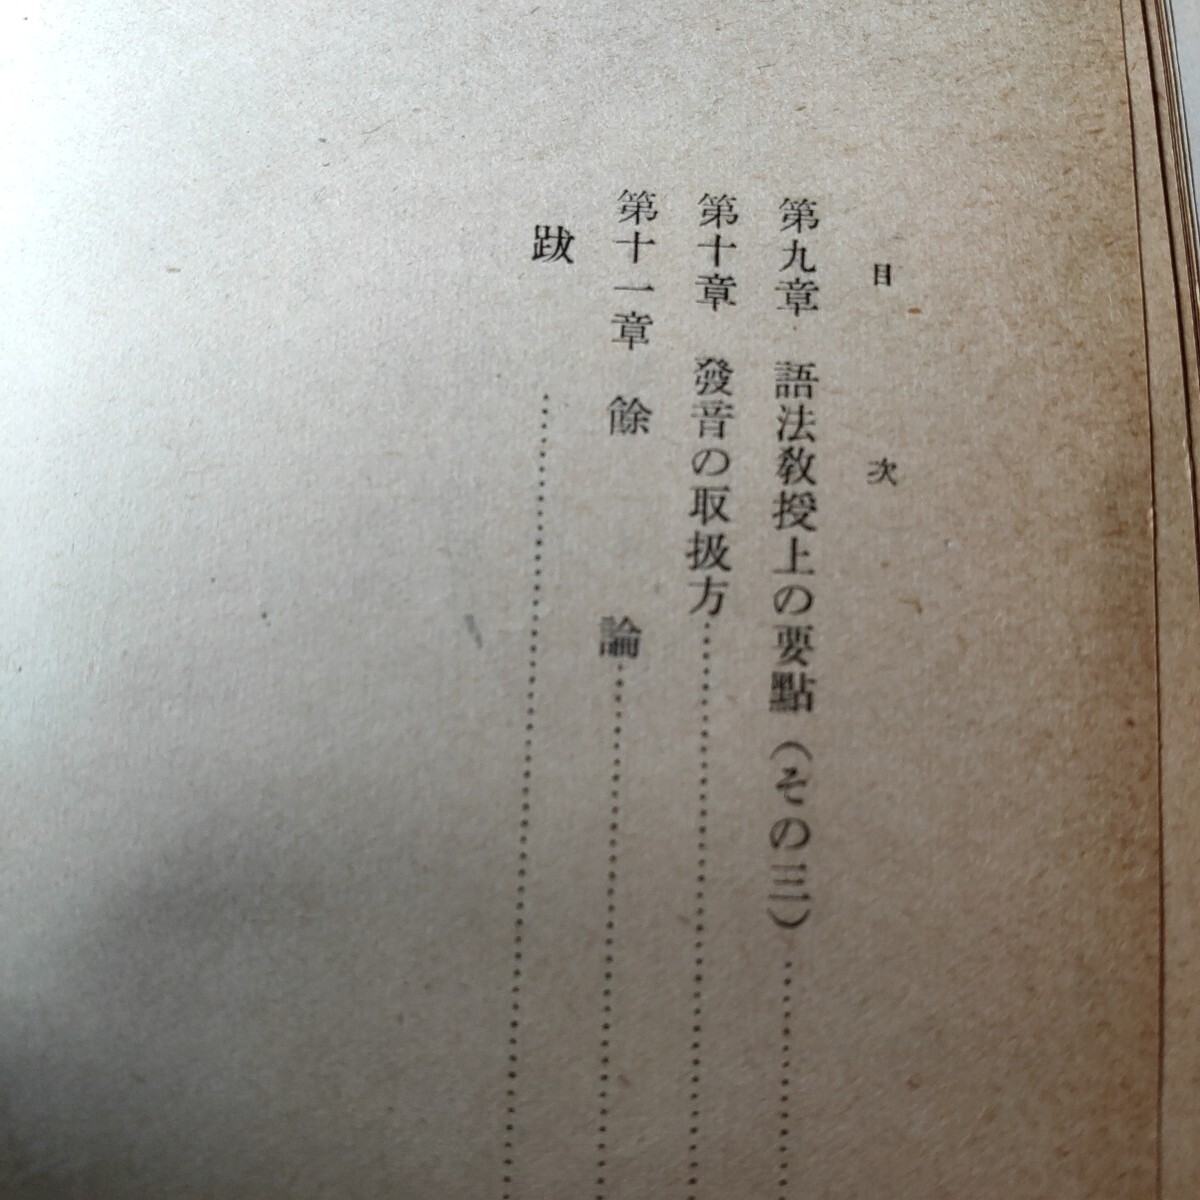 目次
第九章 語法教授上の要點（その三）
第十章 發音の取扱方
第十一章 餘論
跋